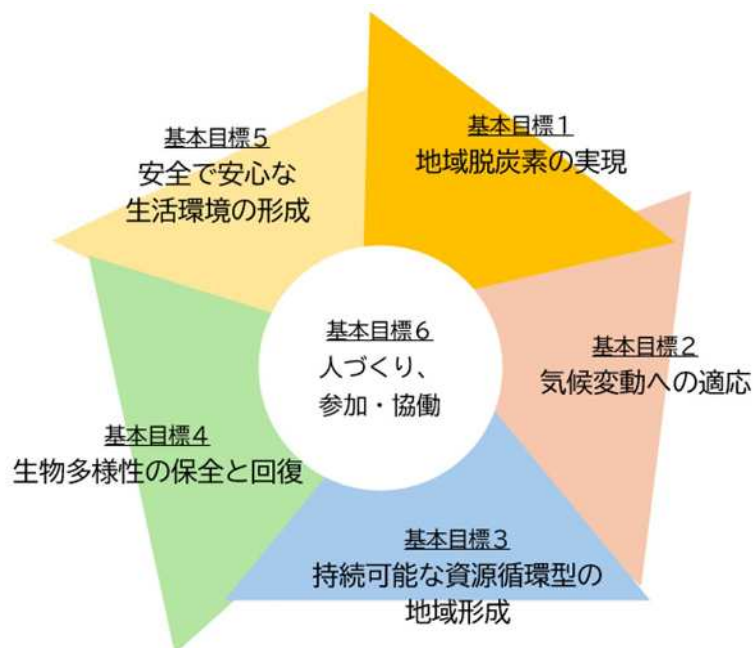 基本目標１
地域脱炭素の実現
基本目標２
気候変動への適応
基本目標３
持続可能な資源循環型の
地域形成
基本目標４
生物多様性の保全と回復
基本目標５
安全で安心な
生活環境の形成
基本目標６
人づくり、
参加・協働